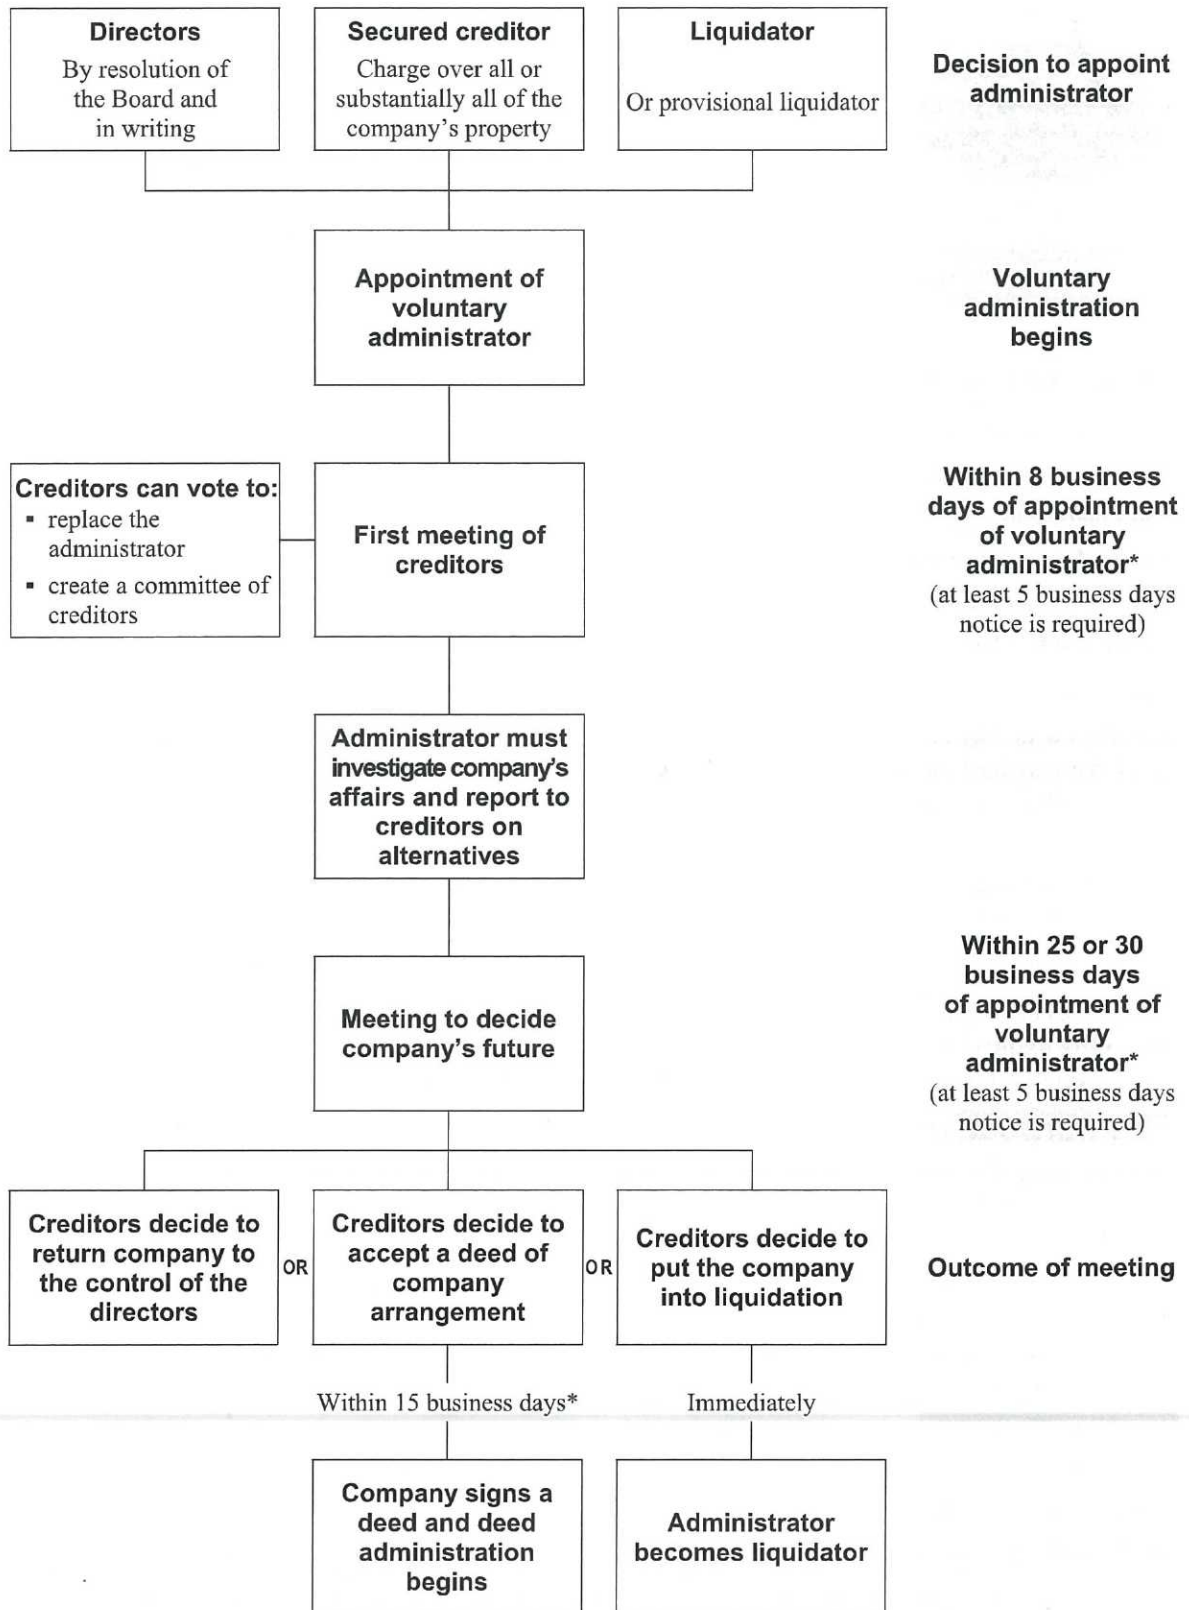 Directors
By resolution of
the Board and
in writing
Secured creditor
Charge over all or
substantially all of the
company's property
Liquidator
Or provisional liquidator
Decision to appoint
administrator
Appointment of
voluntary
administrator
Voluntary
administration
begins
Creditors can vote to:
▪ replace the
administrator
▪ create a committee of
creditors
First meeting of
creditors
Within 8 business
days of appointment
of voluntary
administrator*
(at least 5 business days
notice is required)
Administrator must
investigate company's
affairs and report to
creditors on
alternatives
Meeting to decide
company's future
Within 25 or 30
business days
of appointment of
voluntary
administrator*
(at least 5 business days
notice is required)
Creditors decide to
return company to
the control of the
directors
OR
Creditors decide to
accept a deed of
company
arrangement
OR
Creditors decide to
put the company
into liquidation
Outcome of meeting
Within 15 business days*
Immediately
Company signs a
deed and deed
administration
begins
Administrator
becomes liquidator